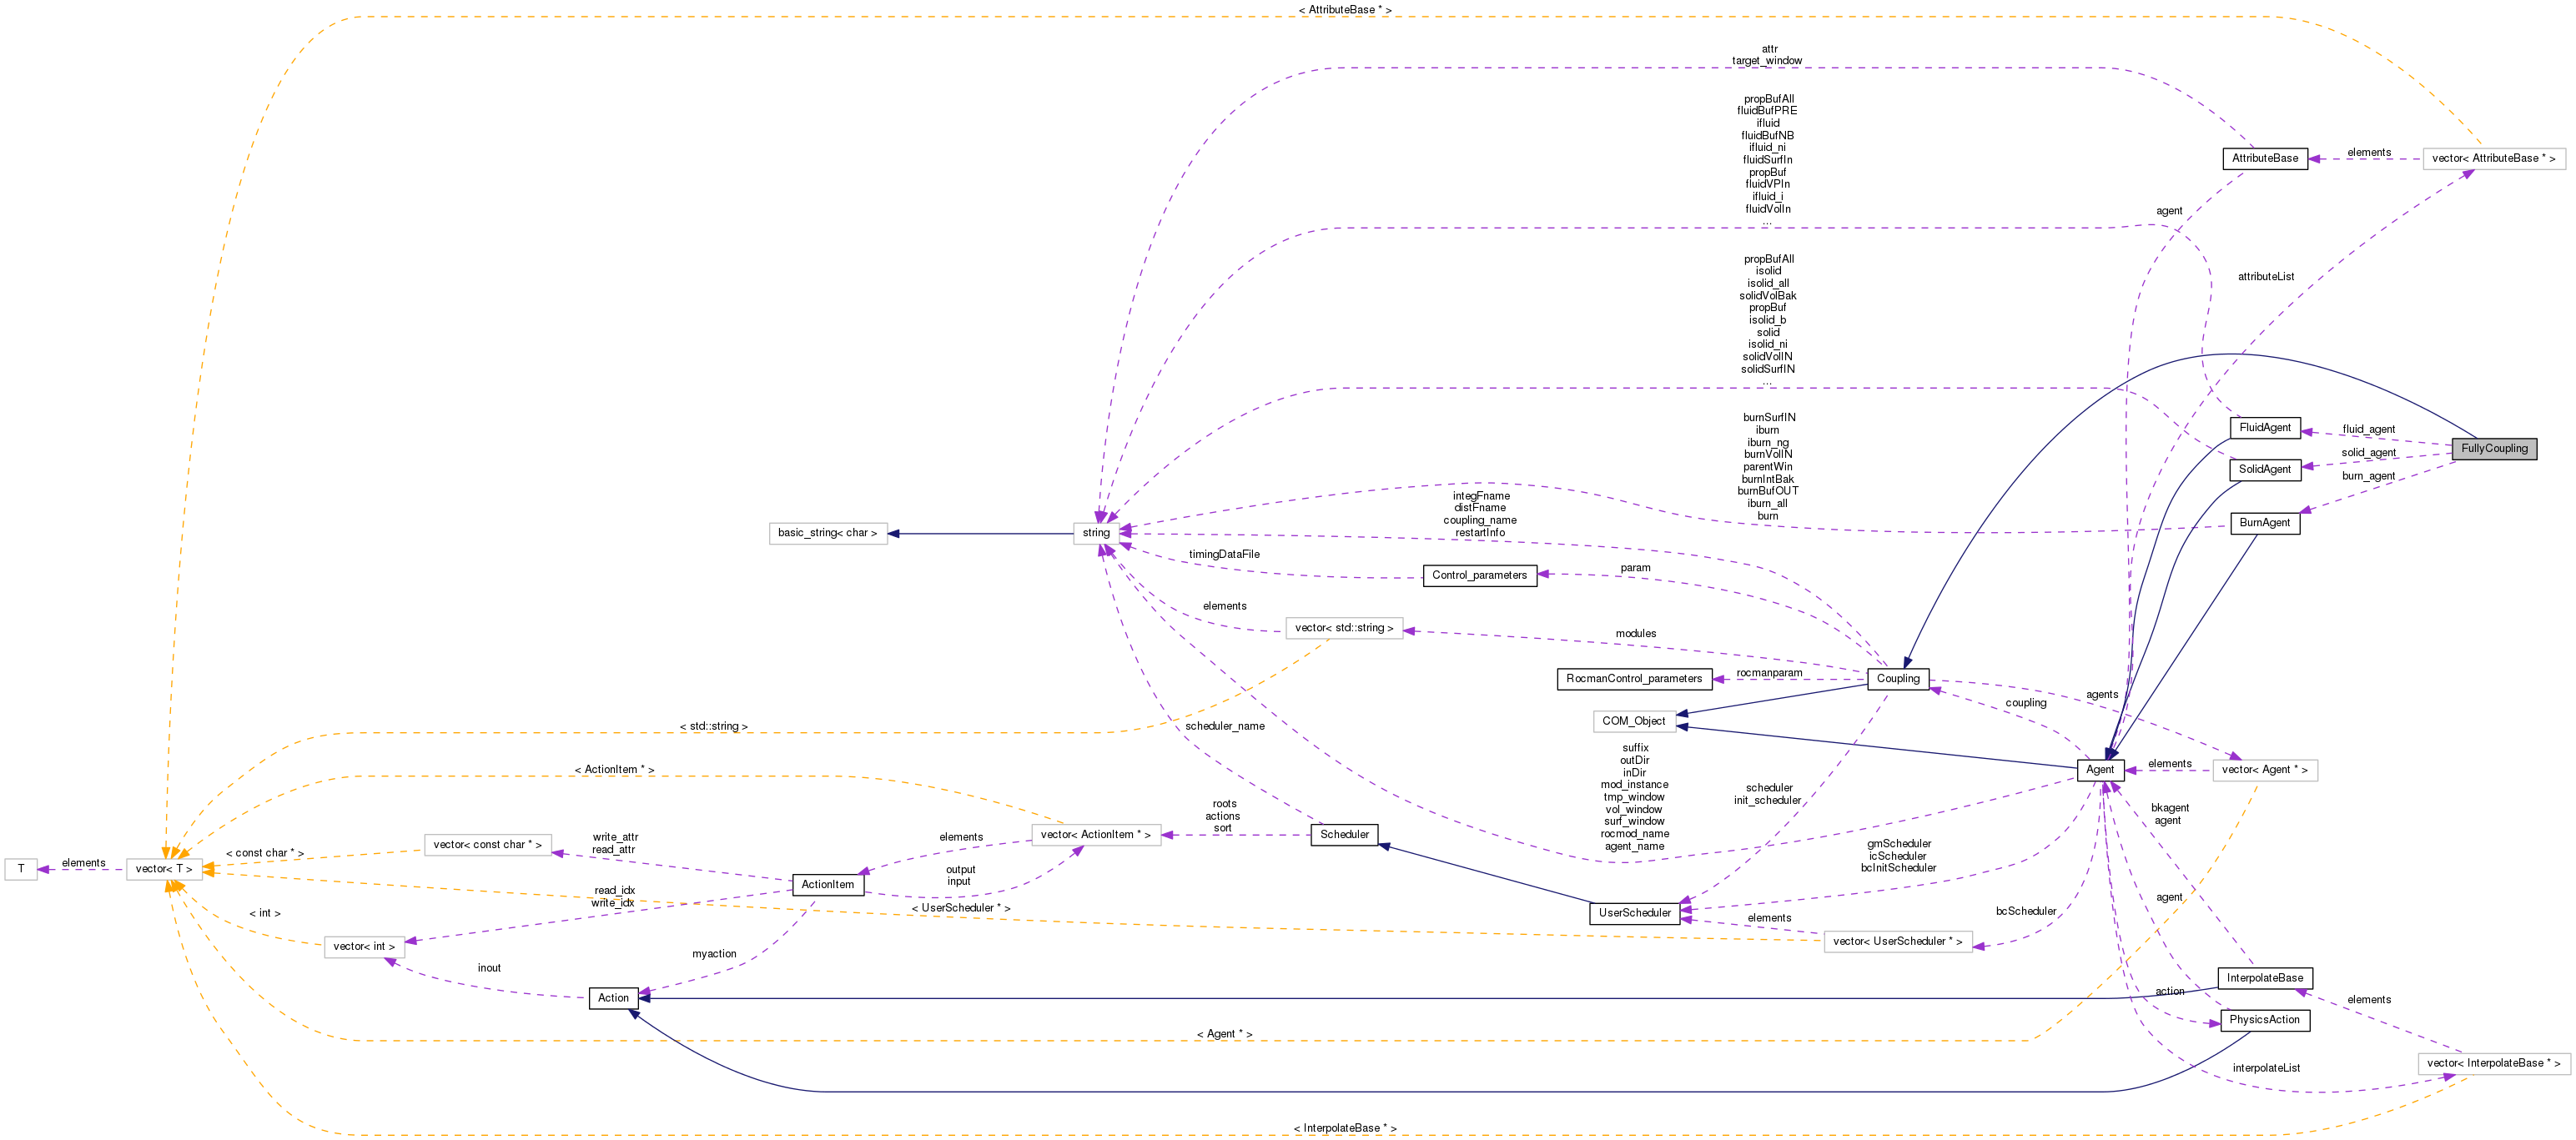 < AttributeBase * >
attr
target_window
propBufAll
fluidBufPRE
ifluid
fluidBufNB
ifluid_ni
fluidSurfIn
propBuf
fluidVPIn
ifluid_i
fluidVolIn
...
AttributeBase
elements
vector< AttributeBase * >
agent
attributeList
propBufAll
isolid
isolid_all
solidVolBak
propBuf
isolid_b
solid
isolid_ni
solidVolIN
solidSurfIN
...
burnSurfIN
iburn
iburn_ng
burnVolIN
parentWin
burnIntBak
burnBufOUT
iburn_all
burn
FluidAgent
fluid_agent
FullyCoupling
solid_agent
SolidAgent
burn_agent
BurnAgent
integFname
distFname
coupling_name
restartInfo
basic_string< char >
string
timingDataFile
Control_parameters
param
elements
vector< std::string >
modules
RocmanControl_parameters
rocmanparam
Coupling
agents
coupling
COM_Object
< std::string >
scheduler_name
suffix
outDir
inDir
mod_instance
tmp_window
vol_window
surf_window
rocmod_name
agent_name
scheduler
init_scheduler
Agent
elements
vector< Agent * >
< ActionItem * >
roots
actions
sort
bkagent
agent
write_attr
read_attr
elements
vector< ActionItem * >
Scheduler
gmScheduler
icScheduler
bcInitScheduler
T
elements
vector< T >
< const char * >
vector< const char * >
ActionItem
output
input
read_idx
write_idx
< int >
< UserScheduler * >
UserScheduler
elements
bcScheduler
agent
vector< int >
vector< UserScheduler * >
myaction
inout
Action
InterpolateBase
action
elements
PhysicsAction
< Agent * >
interpolateList
vector< InterpolateBase * >
< InterpolateBase * >